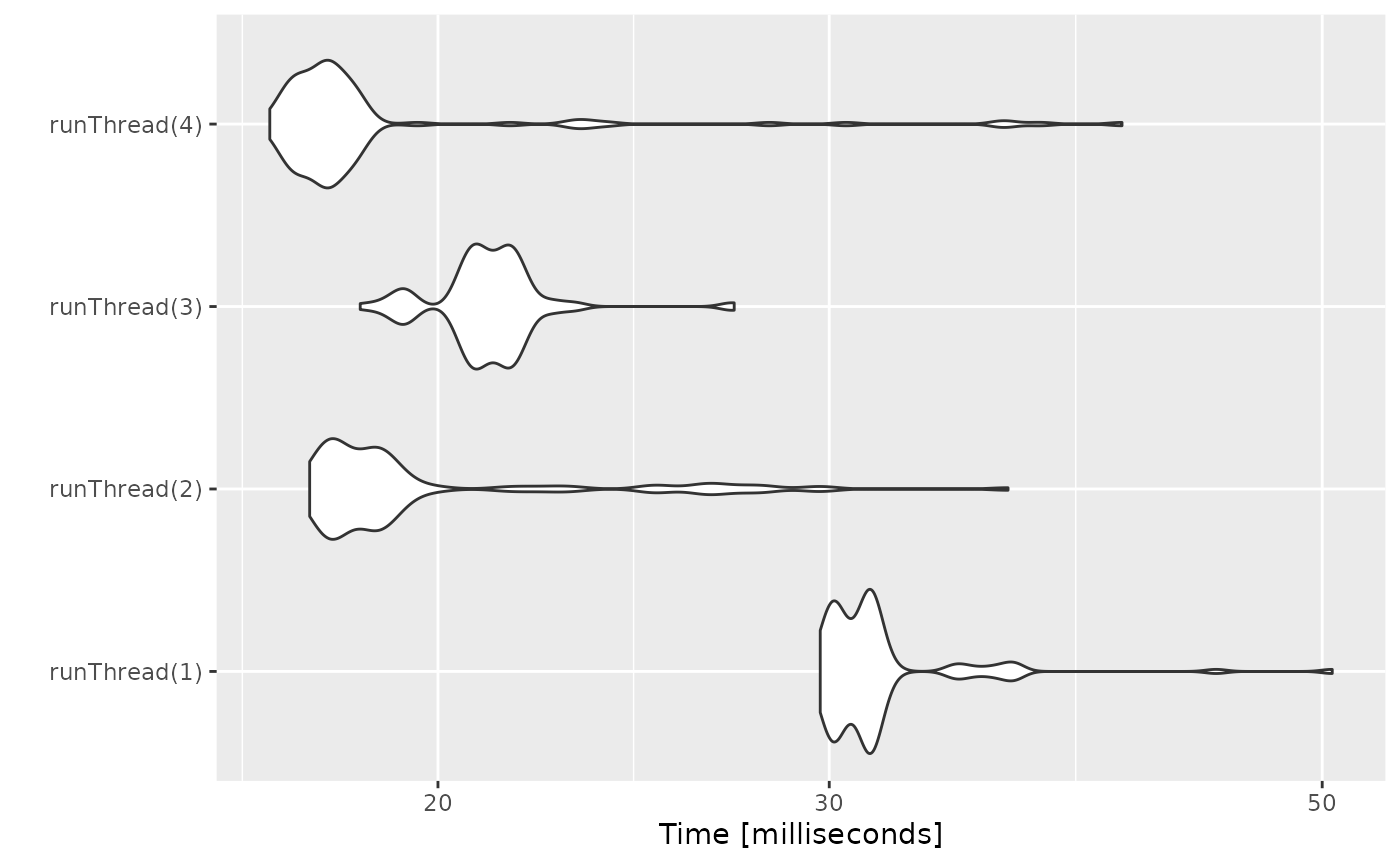 runThread(4)
runThread(3)
runThread(2)
runThread(1)
20 30 50
Time [milliseconds]